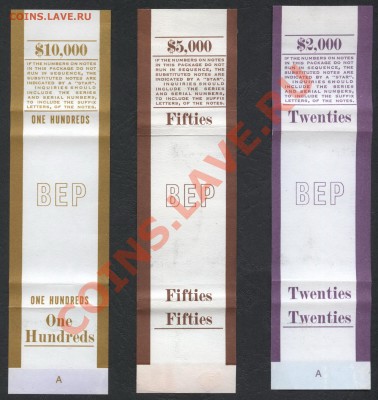 COINS.LAVE.RU
$10,000
IF THE NUMBERS ON NOTES
IN THIS PACKAGE DO NOT
RUN IN SEQUENCE, THE
SUBSTITUTED NOTES ARE
INDICATED BY A "STAR".
INQUIRIES SHOULD
INCLUDE THE SERIES
AND SERIAL NUMBERS,
TO INCLUDE THE SUFFIX
LETTERS, OF THE NOTES.
ONE HUNDREDS
BEP
ONE HUNDREDS
One
Hundreds
A
$5,000
IF THE NUMBERS ON NOTES
IN THIS PACKAGE DO NOT
RUN IN SEQUENCE, THE
SUBSTITUTED NOTES ARE
INDICATED BY A "STAR".
INQUIRIES SHOULD
INCLUDE THE SERIES
AND SERIAL NUMBERS,
TO INCLUDE THE SUFFIX
LETTERS, OF THE NOTES.
Fifties
BEP
Fifties
Fifties
$2,000
IF THE NUMBERS ON NOTES
IN THIS PACKAGE DO NOT
RUN IN SEQUENCE, THE
SUBSTITUTED NOTES ARE
INDICATED BY A "STAR".
INQUIRIES SHOULD
INCLUDE THE SERIES
AND SERIAL NUMBERS,
TO INCLUDE THE SUFFIX
LETTERS, OF THE NOTES.
Twenties
BEP
Twenties
Twenties
A
COINS.LAVE.RU